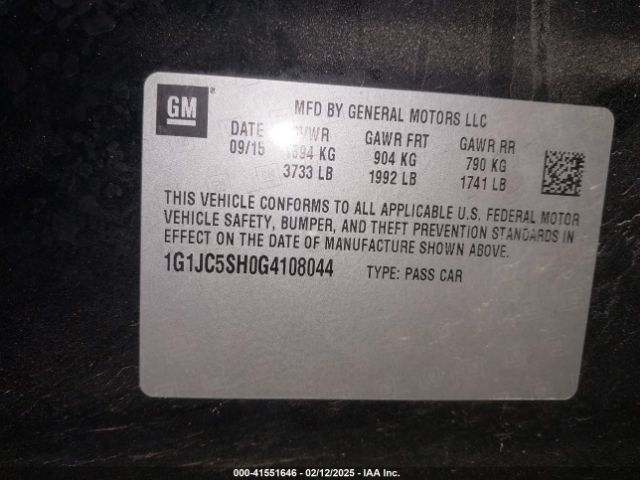 GM ®
MFD BY GENERAL MOTORS LLC
DATE GVWR GAWR FRT GAWR RR
09/15 1694 KG 904 KG 790 KG
3733 LB 1992 LB 1741 LB
THIS VEHICLE CONFORMS TO ALL APPLICABLE U.S. FEDERAL MOTOR
VEHICLE SAFETY, BUMPER, AND THEFT PREVENTION STANDARDS IN
EFFECT ON THE DATE OF MANUFACTURE SHOWN ABOVE.
1G1JC5SH0G4108044 TYPE: PASS CAR
000-41551646 - 02/12/2025 - IAA Inc.